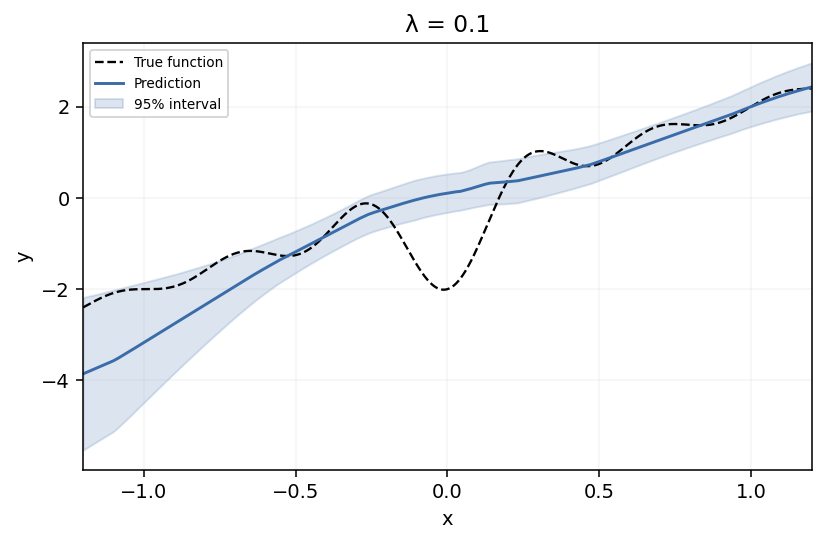 λ = 0.1
True function
Prediction
95% interval
y
2
0
−2
−4
−1.0
−0.5
0.0
0.5
1.0
x